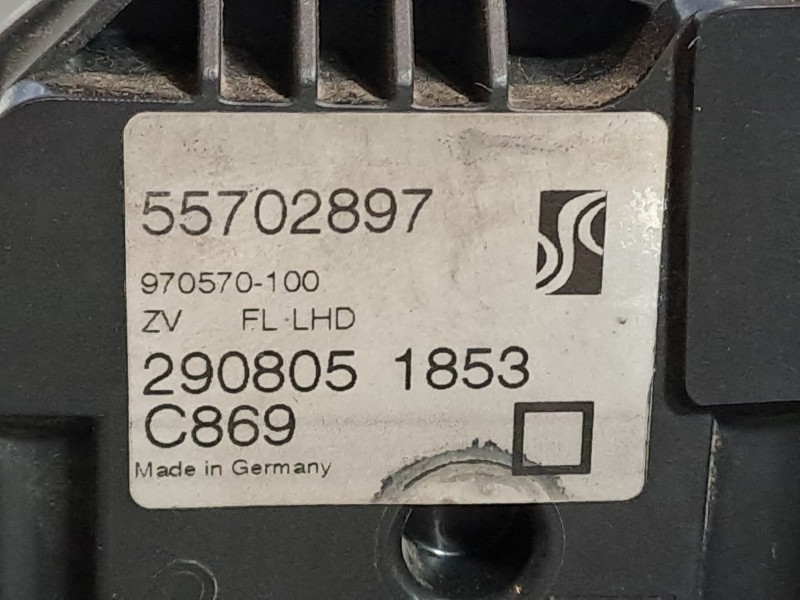 55702897
970570-100
ZV FL-LHD
290805 1853
C869
Made in Germany